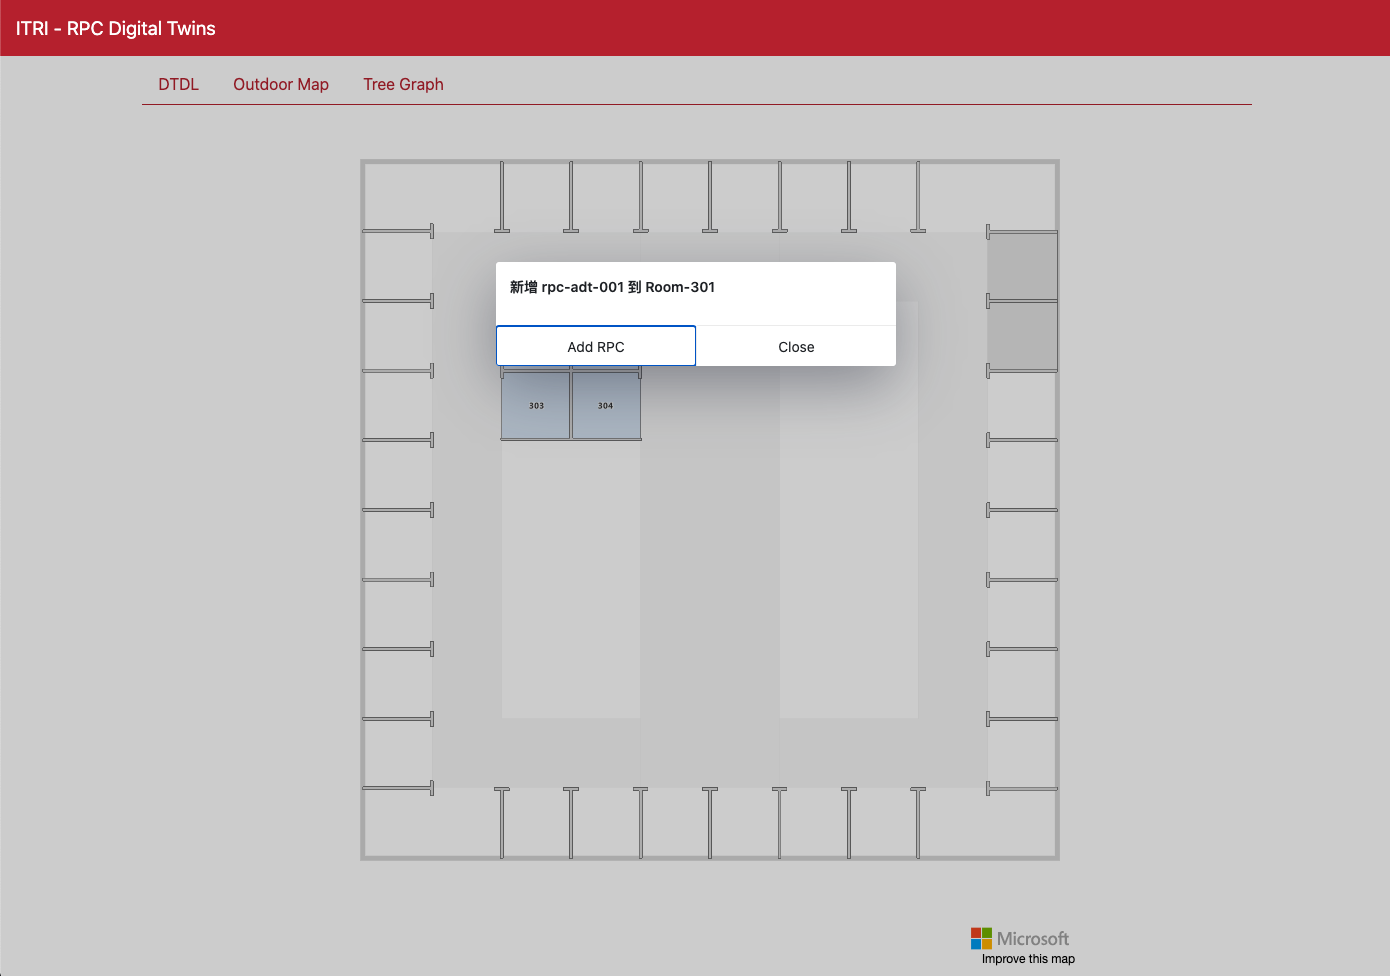 ITRI - RPC Digital Twins
DTDL
Outdoor Map
Tree Graph
新增 rpc-adt-001 到 Room-301
Add RPC
Close
303
304
Microsoft
Improve this map